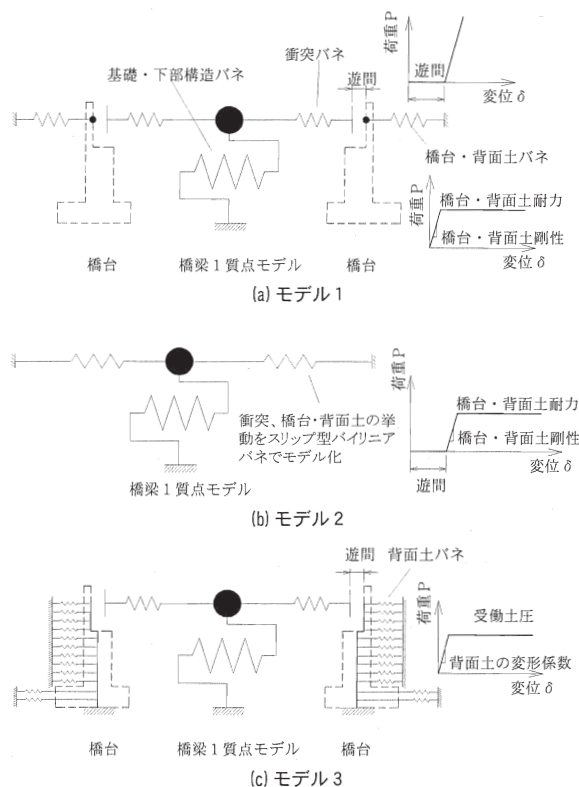 荷重P
遊間
変位δ
衝突バネ
基礎・下部構造バネ
遊間
橋台・背面土バネ
荷重P
橋台・背面土耐力
橋台・背面土剛性
変位δ
橋台
橋梁1質点モデル
橋台
(a) モデル1
荷重P
橋台・背面土耐力
橋台・背面土剛性
変位δ
遊間
衝突、橋台・背面土の挙
動をスリップ型バイリニア
バネでモデル化
橋梁1質点モデル
(b) モデル2
遊間
背面土バネ
荷重P
受働土圧
背面土の変形係数
変位δ
橋台
橋梁1質点モデル
橋台
(c) モデル3